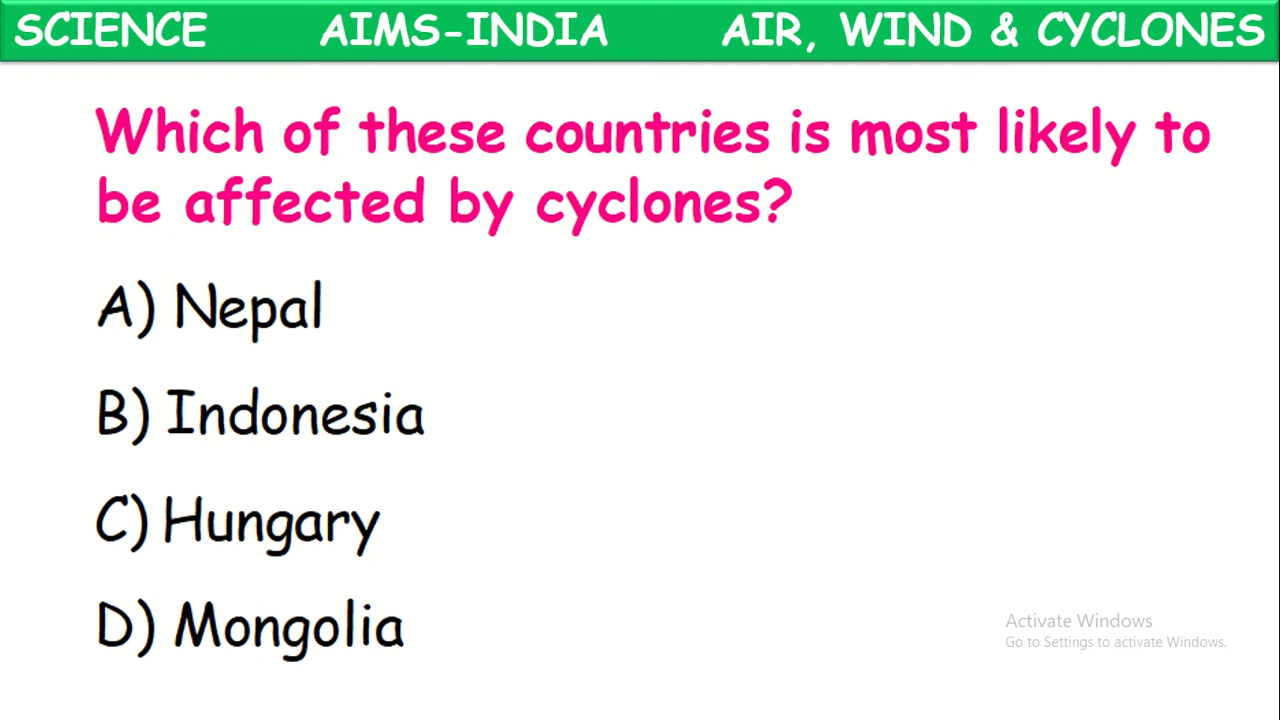 SCIENCE AIMS-INDIA AIR, WIND & CYCLONES
Which of these countries is most likely to
be affected by cyclones?
A) Nepal
B) Indonesia
C) Hungary
D) Mongolia
Activate Windows
Go to Settings to activate Windows.